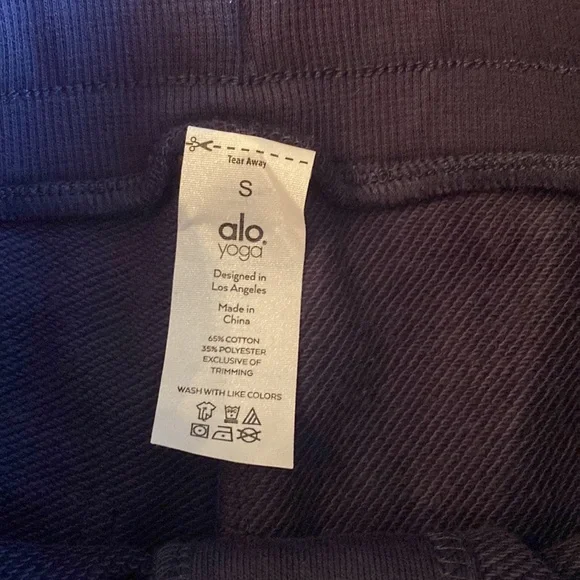 Tear Away
S
alo
yoga
Designed in
Los Angeles
Made in
China
65% COTTON
35% POLYESTER
EXCLUSIVE OF
TRIMMING
WASH WITH LIKE COLORS